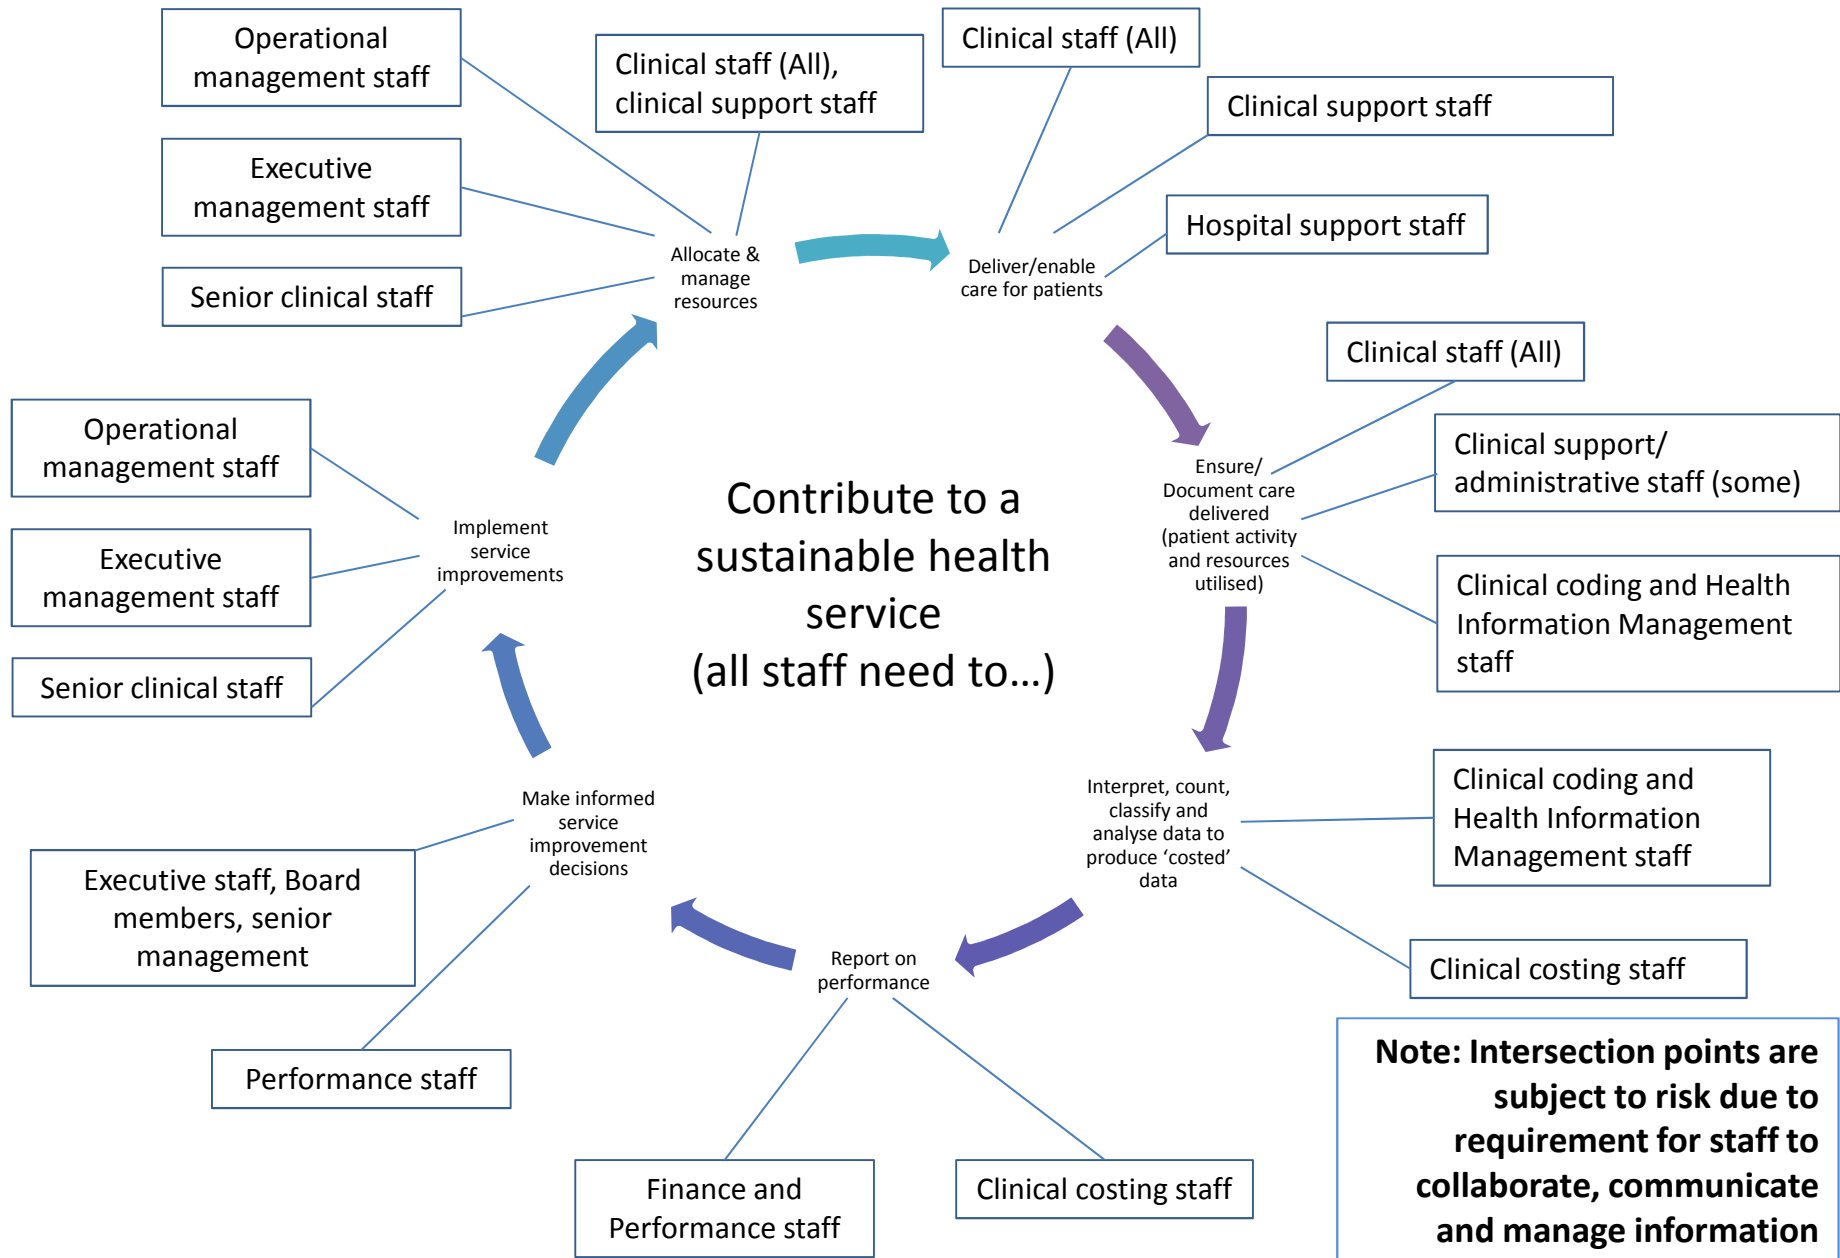 Operational
management staff
Clinical staff (All),
clinical support staff
Clinical staff (All)
Clinical support staff
Executive
management staff
Hospital support staff
Senior clinical staff
Allocate &
manage
resources
Deliver/enable
care for patients
Clinical staff (All)
Operational
management staff
Clinical support/
administrative staff (some)
Ensure/
Document care
delivered
(patient activity
and resources
utilised)
Contribute to a
sustainable health
service
(all staff need to…)
Implement
service
improvements
Executive
management staff
Clinical coding and Health
Information Management
staff
Senior clinical staff
Clinical coding and
Health Information
Management staff
Interpret, count,
classify and
analyse data to
produce ‘costed’
data
Make informed
service
improvement
decisions
Executive staff, Board
members, senior
management
Clinical costing staff
Report on
performance
Performance staff
Finance and
Performance staff
Clinical costing staff
Note: Intersection points are
subject to risk due to
requirement for staff to
collaborate, communicate
and manage information